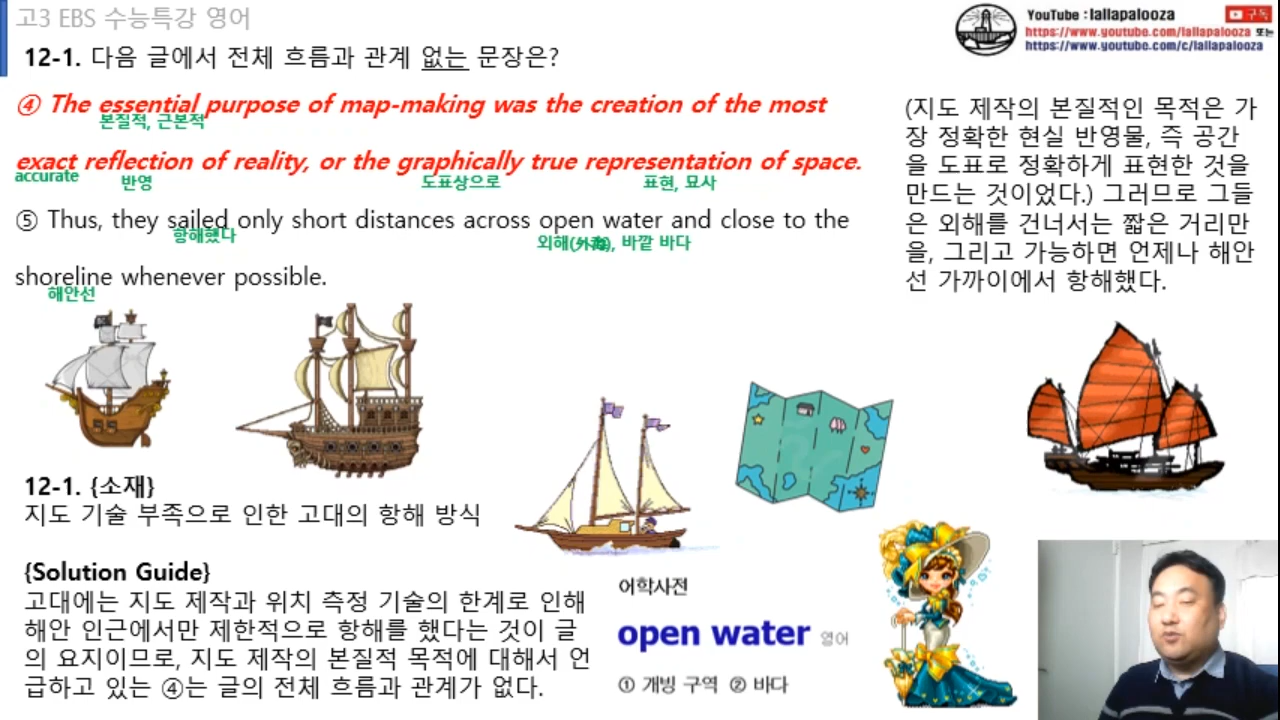 고3 EBS 수능특강 영어
YouTube : lallapalooza
구독
https://www.youtube.com/lallapalooza 또는
https://www.youtube.com/c/lallapalooza
12-1. 다음 글에서 전체 흐름과 관계 없는 문장은?
④ The essential purpose of map-making was the creation of the most
본질적, 근본적
exact reflection of reality, or the graphically true representation of space.
accurate 반영 도표상으로 표현, 묘사
⑤ Thus, they sailed only short distances across open water and close to the
항해했다 외해(外海), 바깥 바다
shoreline whenever possible.
해안선
(지도 제작의 본질적인 목적은 가
장 정확한 현실 반영물, 즉 공간
을 도표로 정확하게 표현한 것을
만드는 것이었다.) 그러므로 그들
은 외해를 건너서는 짧은 거리만
을, 그리고 가능하면 언제나 해안
선 가까이에서 항해했다.
12-1. {소재}
지도 기술 부족으로 인한 고대의 항해 방식
{Solution Guide}
고대에는 지도 제작과 위치 측정 기술의 한계로 인해
해안 인근에서만 제한적으로 항해를 했다는 것이 글
의 요지이므로, 지도 제작의 본질적 목적에 대해서 언
급하고 있는 ④는 글의 전체 흐름과 관계가 없다.
어학사전
open water 영어
① 개빙 구역 ② 바다